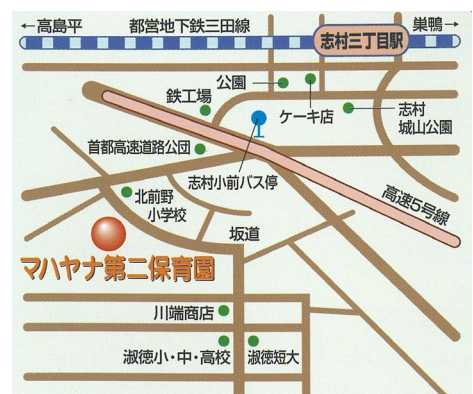 ←高島平
都営地下鉄三田線
巣鴨→
志村三丁目駅
公園
鉄工場
ケーキ店
志村
城山公園
首都高速道路公団
志村小前バス停
高速5号線
北前野
小学校
坂道
マハヤナ第二保育園
川端商店
淑徳小・中・高校
淑徳短大